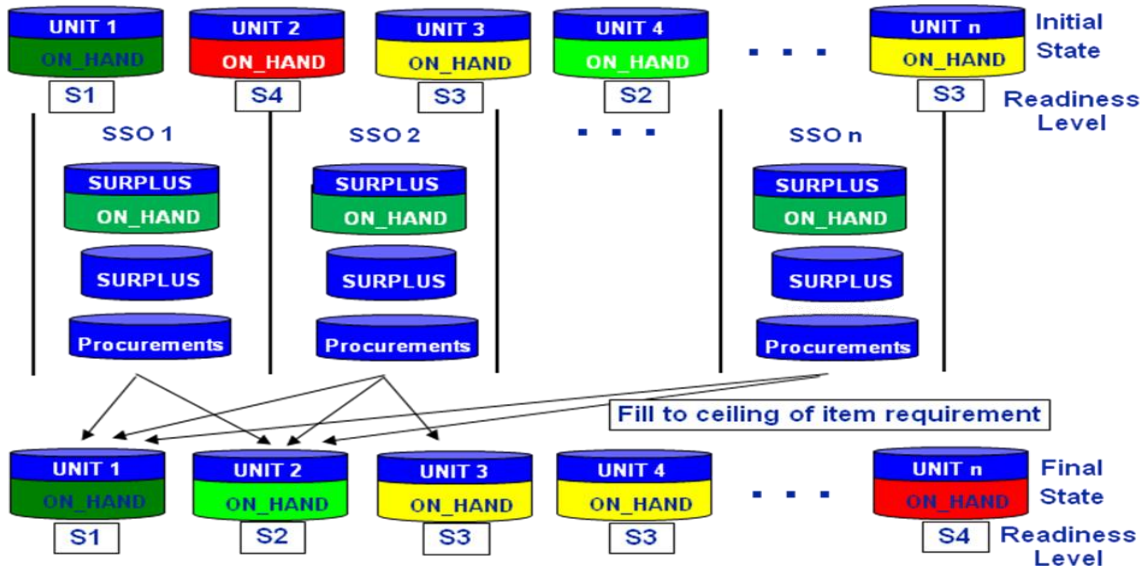 UNIT 1 UNIT 2 UNIT 3 UNIT 4 UNIT n Initial
ON_HAND ON_HAND ON_HAND ON_HAND . . . ON_HAND State
S1 S4 S3 S2 S3 Readiness
Level
SSO 1 SSO 2 . . . SSO n
SURPLUS SURPLUS SURPLUS
ON_HAND ON_HAND ON_HAND
SURPLUS SURPLUS SURPLUS
Procurements Procurements Procurements
Fill to ceiling of item requirement
UNIT 1 UNIT 2 UNIT 3 UNIT 4 UNIT n Final
ON_HAND ON_HAND ON_HAND ON_HAND . . . ON_HAND State
S1 S2 S3 S3 S4 Readiness
Level